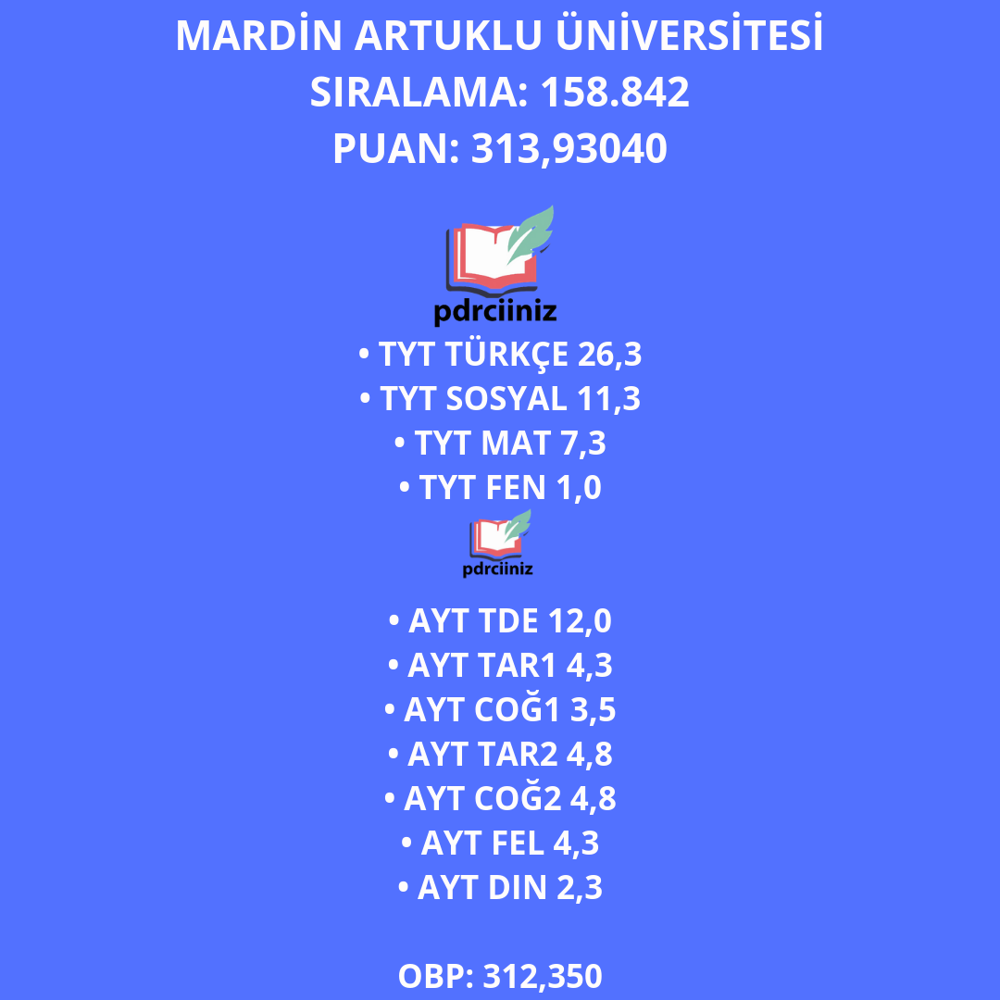 MARDİN ARTUKLU ÜNİVERSİTESİ
SIRALAMA: 158.842
PUAN: 313,93040
pdrciiniz
• TYT TÜRKÇE 26,3
• TYT SOSYAL 11,3
• TYT MAT 7,3
• TYT FEN 1,0
pdrciiniz
• AYT TDE 12,0
• AYT TAR1 4,3
• AYT COĞ1 3,5
• AYT TAR2 4,8
• AYT COĞ2 4,8
• AYT FEL 4,3
• AYT DIN 2,3
OBP: 312,350